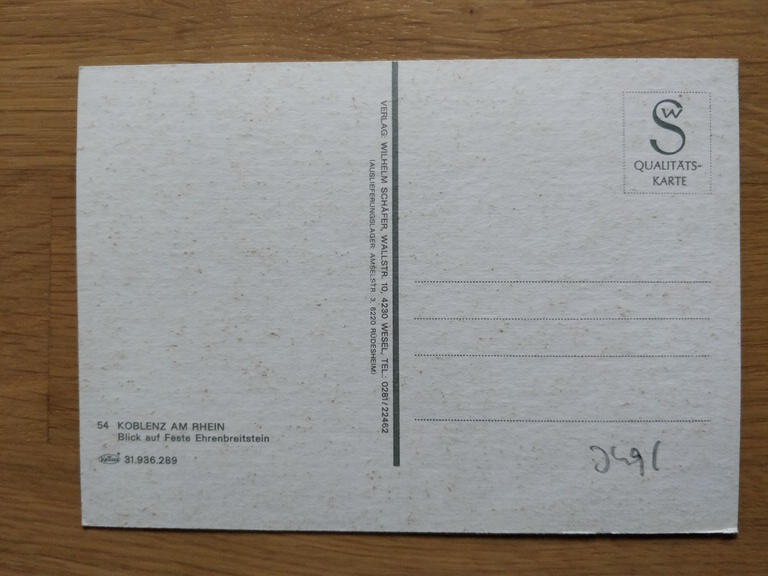 54 KOBLENZ AM RHEIN
Blick auf Feste Ehrenbreitstein
31.936.289
VERLAG: WILHELM SCHÄFER, WALLSTR. 10, 4230 WESEL, TEL.: 0281/22462
(AUSLIEFERUNGSLAGER: AMSELSTR. 3, 6220 RÜDESHEIM)
SW
QUALITÄTS-
KARTE